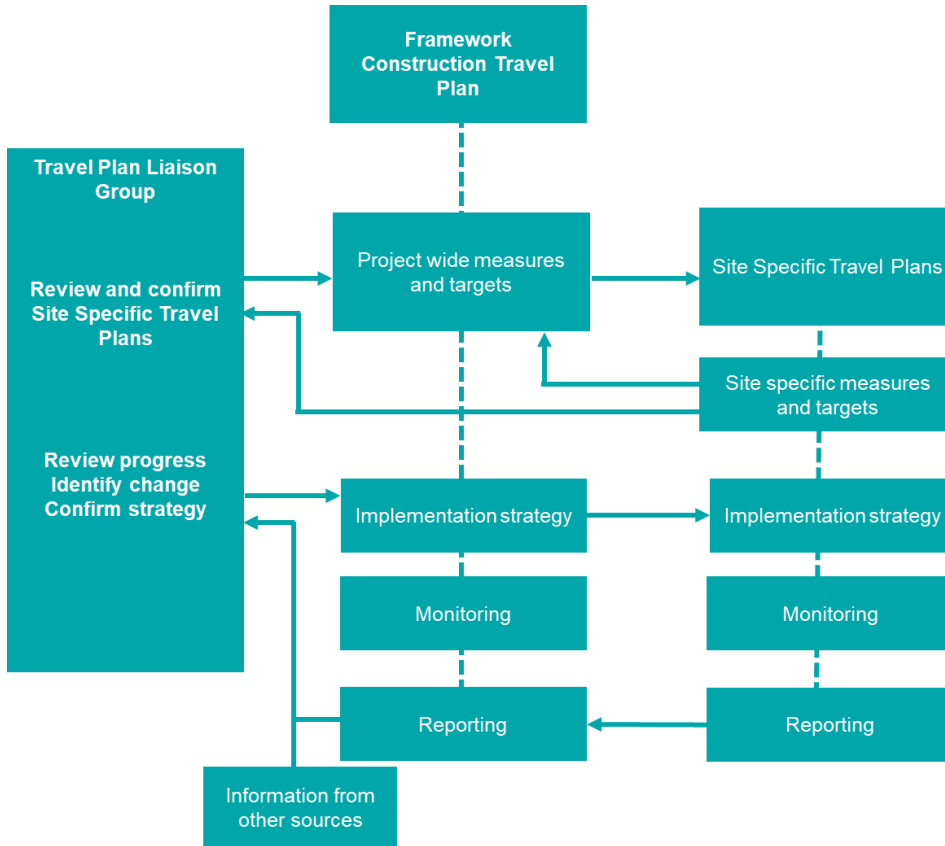 Framework
Construction Travel
Plan
Travel Plan Liaison
Group
Review and confirm
Site Specific Travel
Plans
Review progress
Identify change
Confirm strategy
Project wide measures
and targets
Site Specific Travel Plans
Site specific measures
and targets
Implementation strategy
Implementation strategy
Monitoring
Monitoring
Reporting
Reporting
Information from
other sources